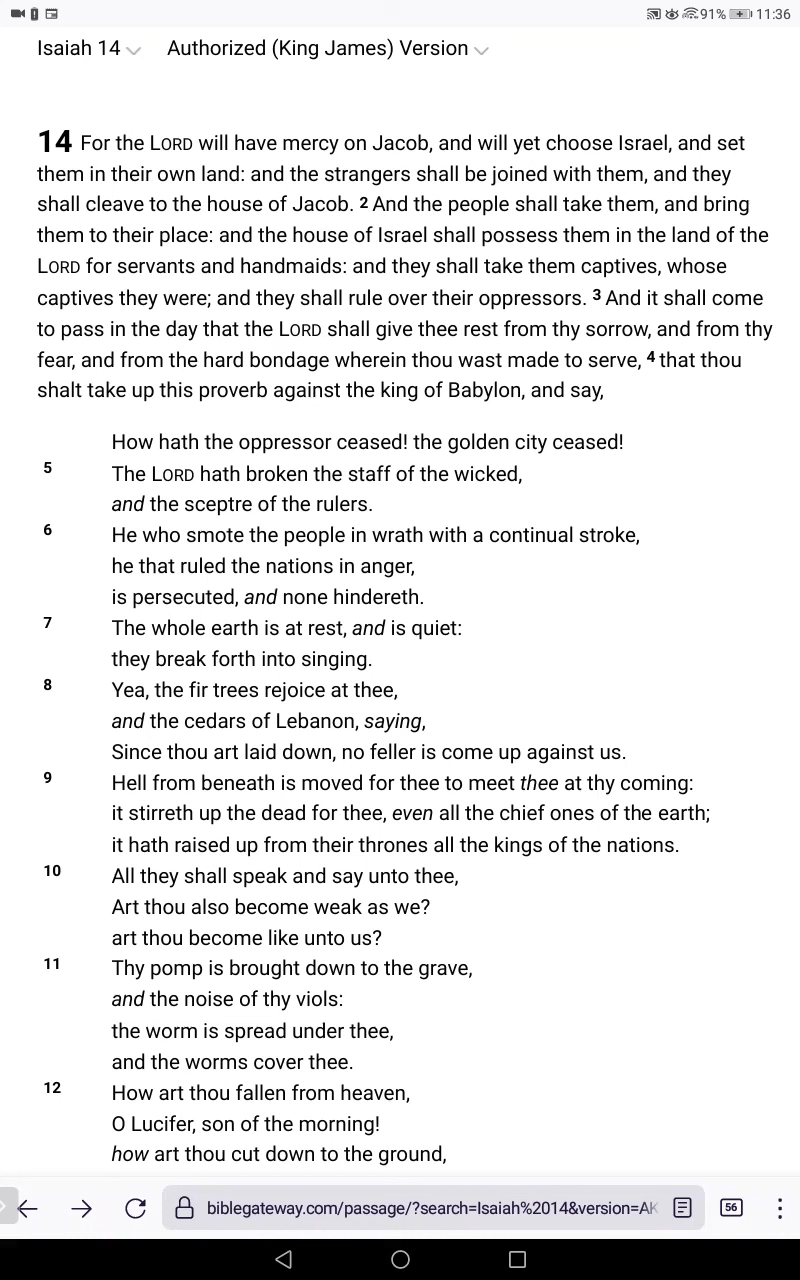 91% 11:36
Isaiah 14 Authorized (King James) Version
14 For the LORD will have mercy on Jacob, and will yet choose Israel, and set
them in their own land: and the strangers shall be joined with them, and they
shall cleave to the house of Jacob. 2 And the people shall take them, and bring
them to their place: and the house of Israel shall possess them in the land of the
LORD for servants and handmaids: and they shall take them captives, whose
captives they were; and they shall rule over their oppressors. 3 And it shall come
to pass in the day that the LORD shall give thee rest from thy sorrow, and from thy
fear, and from the hard bondage wherein thou wast made to serve, 4 that thou
shalt take up this proverb against the king of Babylon, and say,
How hath the oppressor ceased! the golden city ceased!
5 The LORD hath broken the staff of the wicked,
and the sceptre of the rulers.
6 He who smote the people in wrath with a continual stroke,
he that ruled the nations in anger,
is persecuted, and none hindereth.
7 The whole earth is at rest, and is quiet:
they break forth into singing.
8 Yea, the fir trees rejoice at thee,
and the cedars of Lebanon, saying,
Since thou art laid down, no feller is come up against us.
9 Hell from beneath is moved for thee to meet thee at thy coming:
it stirreth up the dead for thee, even all the chief ones of the earth;
it hath raised up from their thrones all the kings of the nations.
10 All they shall speak and say unto thee,
Art thou also become weak as we?
art thou become like unto us?
11 Thy pomp is brought down to the grave,
and the noise of thy viols:
the worm is spread under thee,
and the worms cover thee.
12 How art thou fallen from heaven,
O Lucifer, son of the morning!
how art thou cut down to the ground,
biblegateway.com/passage/?search=Isaiah%2014&version=AK 56